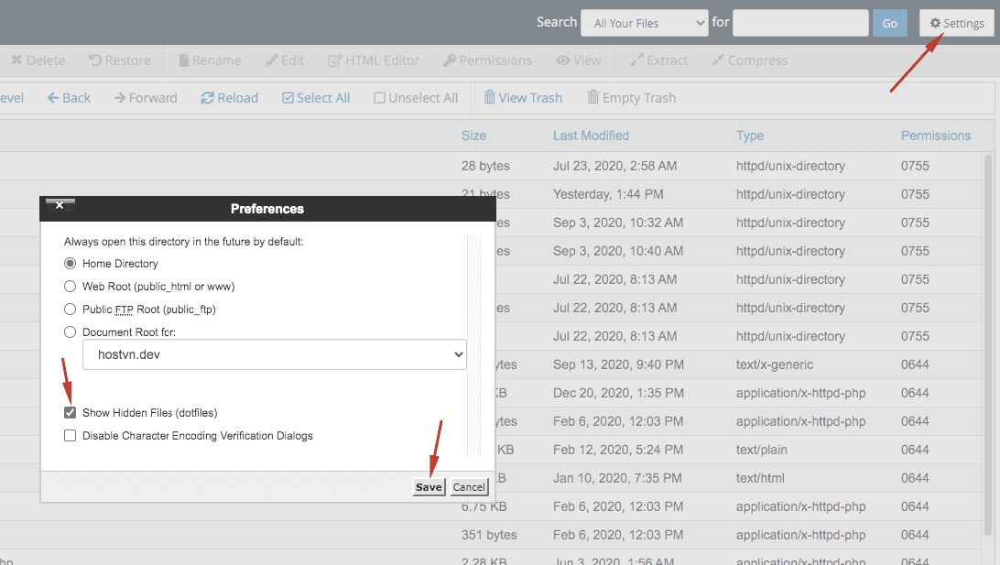 Search All Your Files for Go Settings
Delete Restore Rename Edit HTML Editor Permissions View Extract Compress
evel Back Forward Reload Select All Unselect All View Trash Empty Trash
Size Last Modified Type Permissions
28 bytes Jul 23, 2020, 2:58 AM httpd/unix-directory 0755
21 bytes Yesterday, 1:44 PM httpd/unix-directory 0755
es Sep 3, 2020, 10:32 AM httpd/unix-directory 0755
es Sep 3, 2020, 10:40 AM httpd/unix-directory 0755
Jul 22, 2020, 8:13 AM httpd/unix-directory 0755
es Jul 22, 2020, 8:13 AM httpd/unix-directory 0755
Jul 22, 2020, 8:13 AM httpd/unix-directory 0755
ytes Sep 13, 2020, 9:40 PM text/x-generic 0644
KB Dec 20, 2020, 1:35 PM application/x-httpd-php 0644
ytes Feb 6, 2020, 12:03 PM application/x-httpd-php 0644
KB Feb 12, 2020, 5:24 PM text/plain 0644
KB Jan 10, 2020, 7:35 PM text/html 0644
6.75 KB Feb 6, 2020, 12:03 PM application/x-httpd-php 0644
351 bytes Feb 6, 2020, 12:03 PM application/x-httpd-php 0644
hp 2.28 KB Jun 3, 2020, 1:56 AM application/x-httpd-php 0644
Preferences
Always open this directory in the future by default:
Home Directory
Web Root (public_html or www)
Public FTP Root (public_ftp)
Document Root for:
hostvn.dev
Show Hidden Files (dotfiles)
Disable Character Encoding Verification Dialogs
Save Cancel